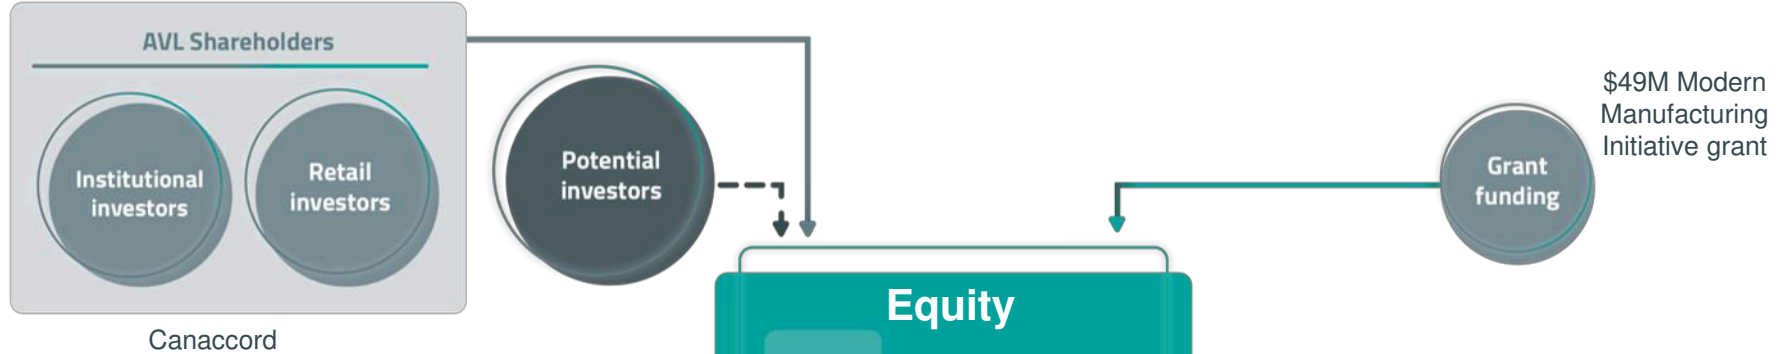 AVL Shareholders
Institutional
investors
Retail
investors
Canaccord
Potential
investors
Equity
Grant
funding
$49M Modern
Manufacturing
Initiative grant